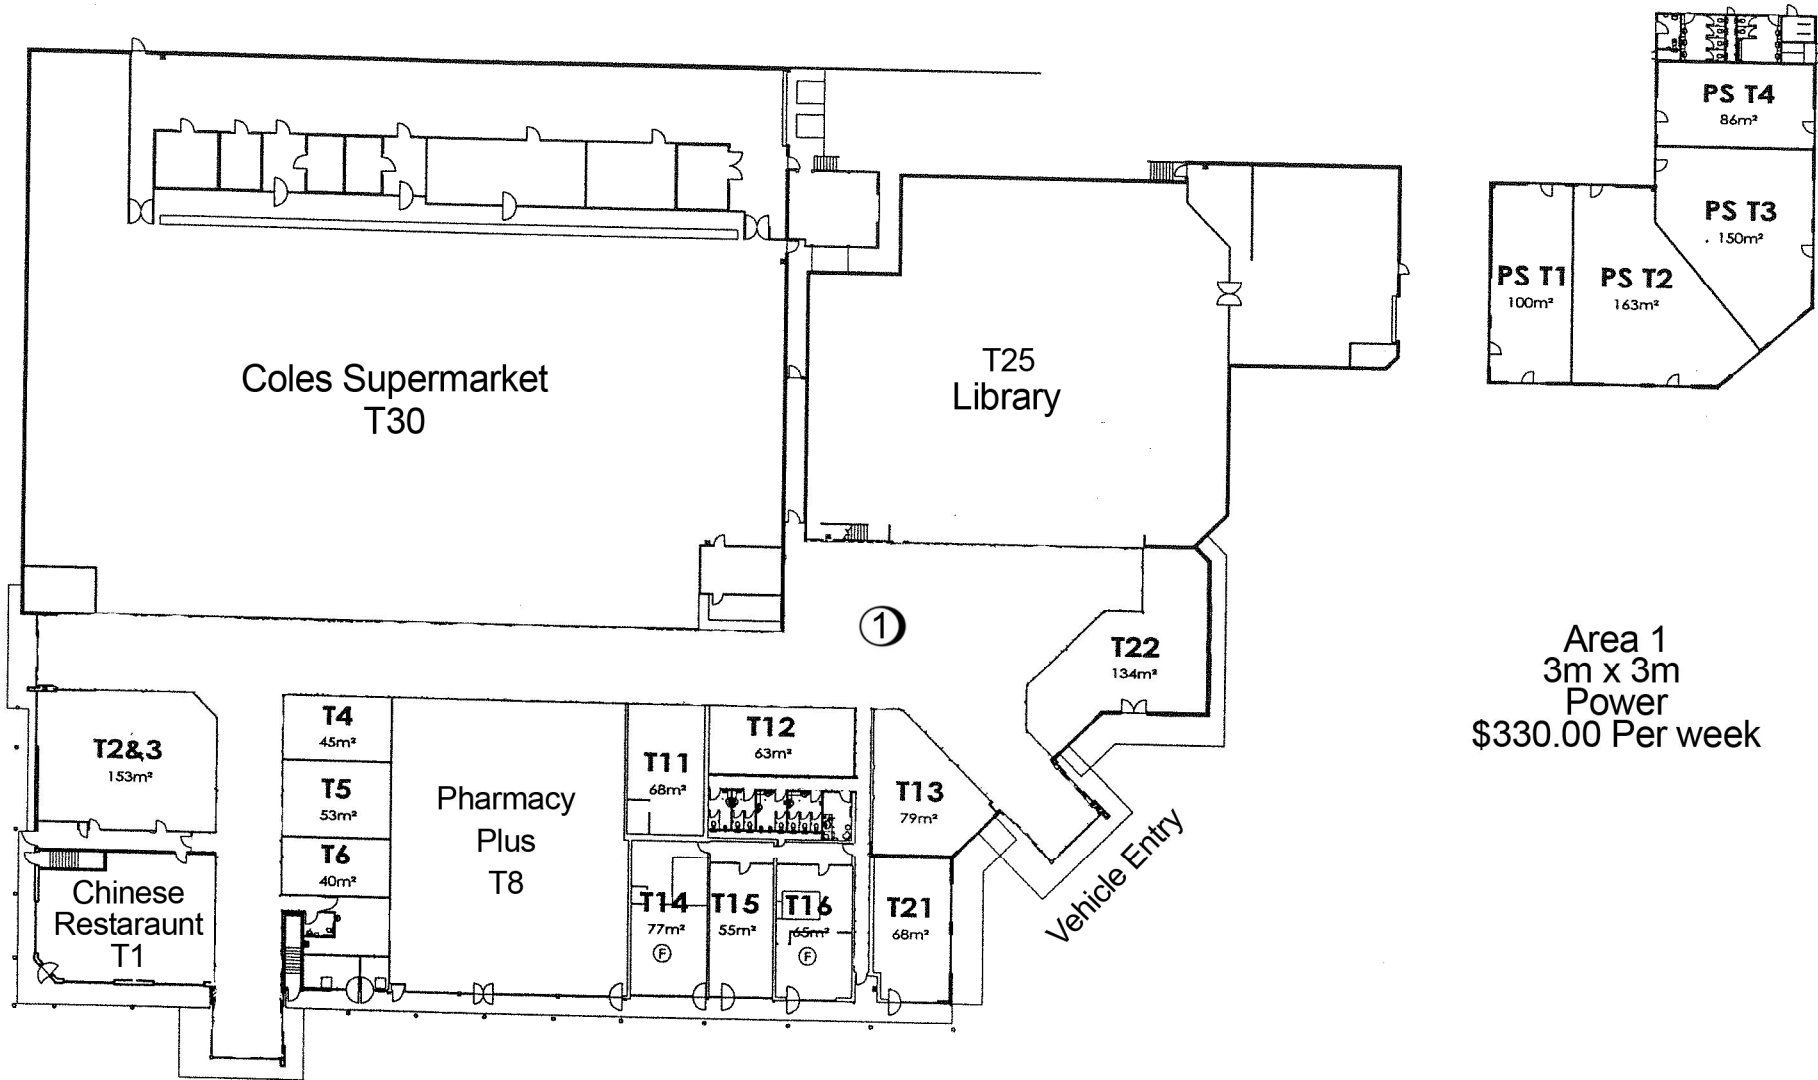 PS T4
86m²
PS T3
150m²
PS T1
100m²
PS T2
163m²
Coles Supermarket
T30
T25
Library
1
T22
134m²
Area 1
3m x 3m
Power
$330.00 Per week
T2&3
153m²
T4
45m²
T5
53m²
T6
40m²
Pharmacy
Plus
T8
T11
68m²
T12
63m²
T13
79m²
Vehicle Entry
Chinese
Restaraunt
T1
T14
77m²
F
T15
55m²
T16
65m²
F
T21
68m²